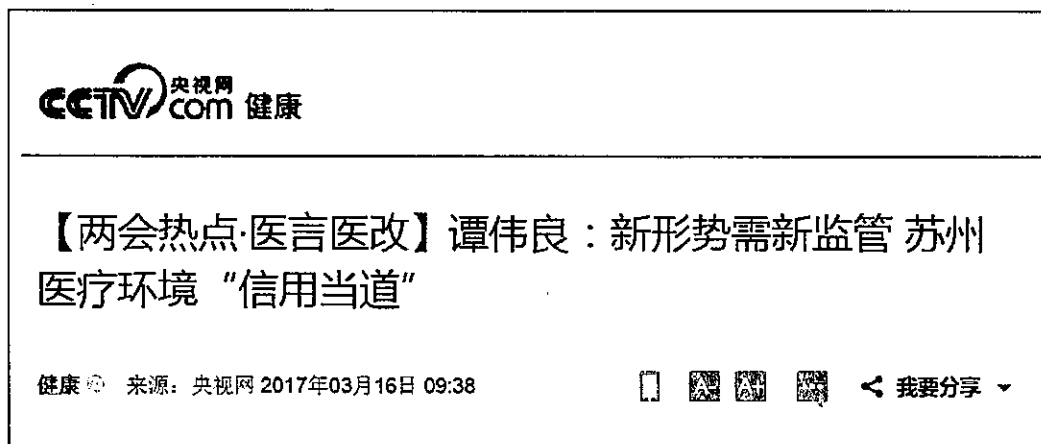 CCTV.com 央视网 健康
【两会热点·医言医改】谭伟良：新形势需新监管 苏州
医疗环境“信用当道”
健康 来源：央视网 2017年03月16日 09:38 A- A+ 我要分享